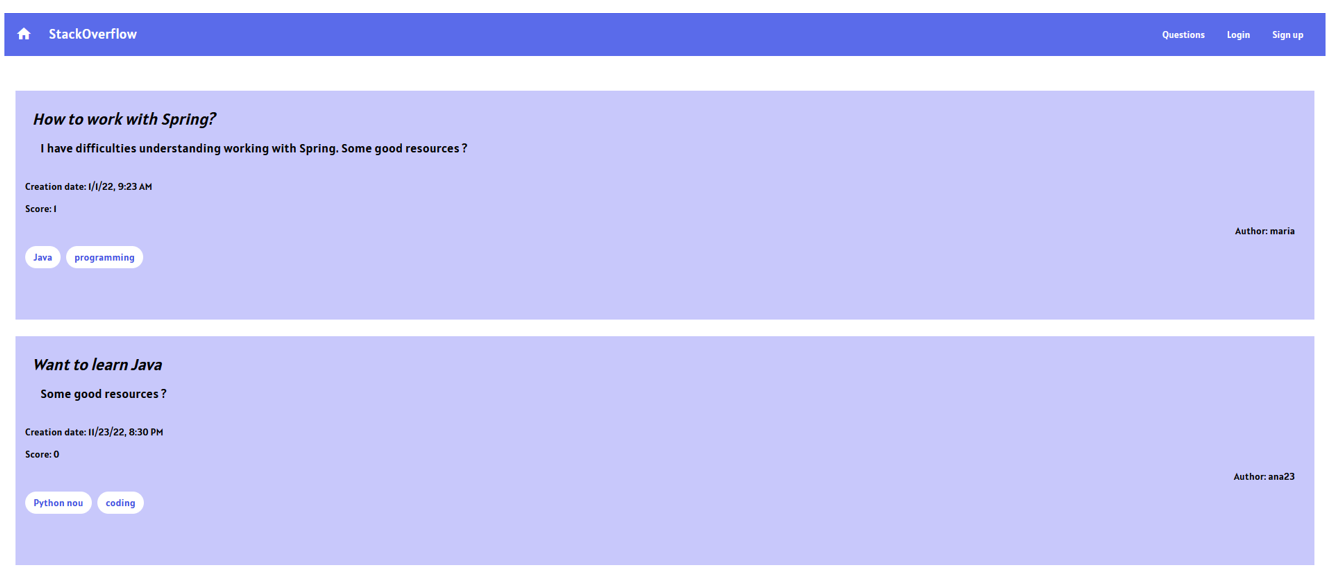 StackOverflow
Questions Login Sign up
How to work with Spring?
I have difficulties understanding working with Spring. Some good resources ?
Creation date: 1/1/22, 9:23 AM
Score: 1
Author: maria
Java programming
Want to learn Java
Some good resources ?
Creation date: 11/23/22, 8:30 PM
Score: 0
Author: ana23
Python nou coding